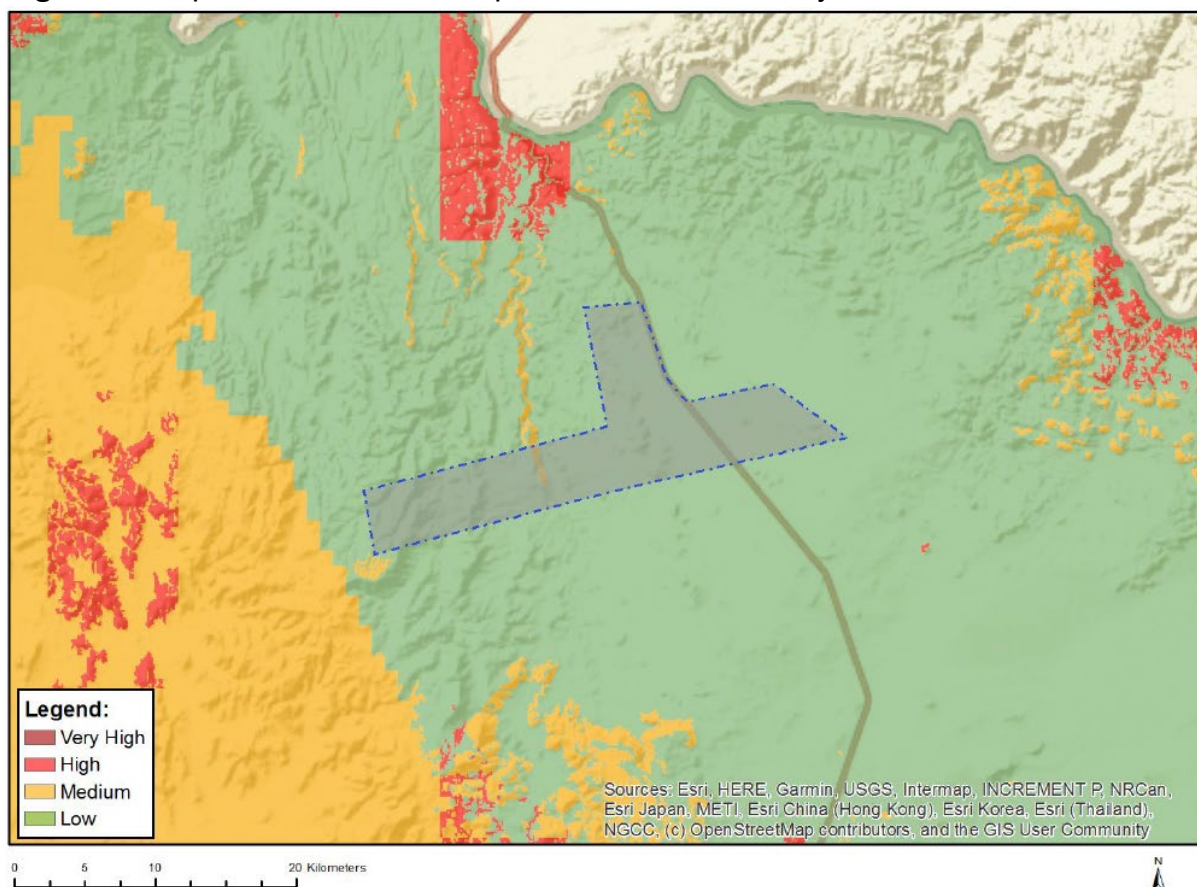 Legend:
Very High
High
Medium
Low
Sources: Esri, HERE, Garmin, USGS, Intermap, INCREMENT P, NRCan,
Esri Japan, METI, Esri China (Hong Kong), Esri Korea, Esri (Thailand),
NGCC, (c) OpenStreetMap contributors, and the GIS User Community
0 5 10 20 Kilometers
N